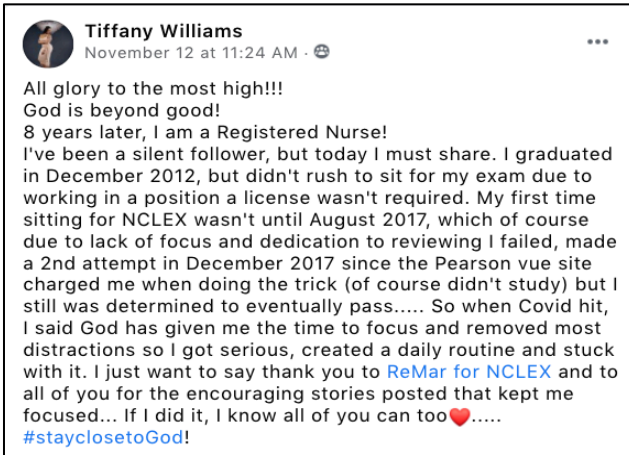 Tiffany Williams
November 12 at 11:24 AM ·
All glory to the most high!!!
God is beyond good!
8 years later, I am a Registered Nurse!
I've been a silent follower, but today I must share. I graduated
in December 2012, but didn't rush to sit for my exam due to
working in a position a license wasn't required. My first time
sitting for NCLEX wasn't until August 2017, which of course
due to lack of focus and dedication to reviewing I failed, made
a 2nd attempt in December 2017 since the Pearson vue site
charged me when doing the trick (of course didn't study) but I
still was determined to eventually pass..... So when Covid hit,
I said God has given me the time to focus and removed most
distractions so I got serious, created a daily routine and stuck
with it. I just want to say thank you to ReMar for NCLEX and to
all of you for the encouraging stories posted that kept me
focused... If I did it, I know all of you can too❤️.....
#stayclosetoGod!